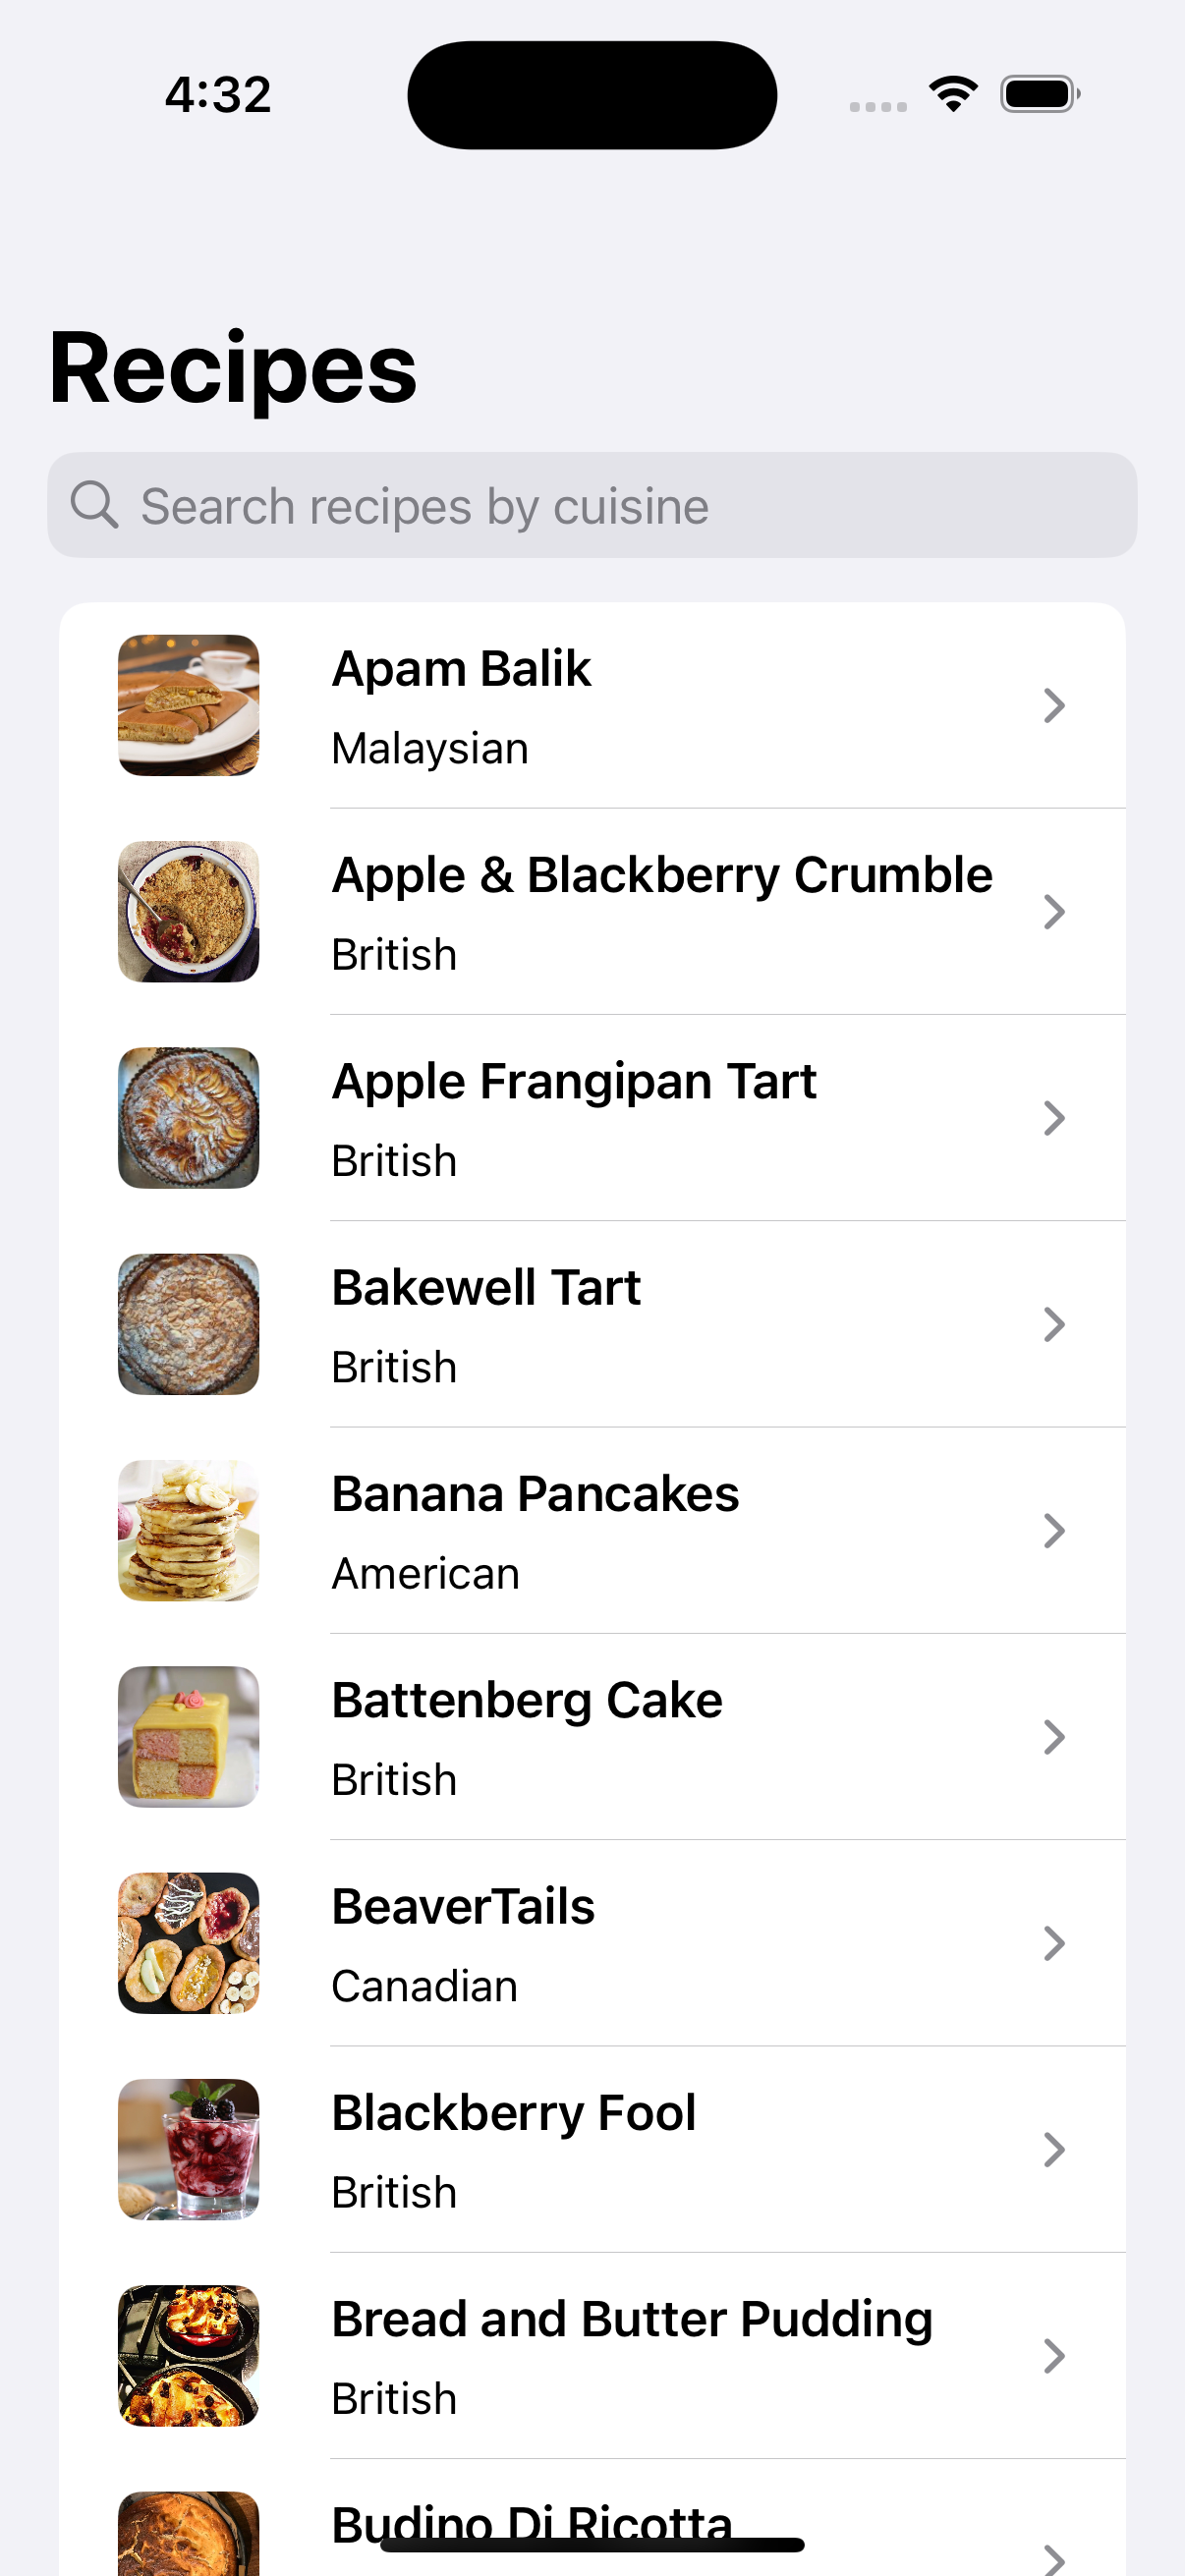 4:32
Recipes
Search recipes by cuisine
Apam Balik
Malaysian
Apple & Blackberry Crumble
British
Apple Frangipan Tart
British
Bakewell Tart
British
Banana Pancakes
American
Battenberg Cake
British
BeaverTails
Canadian
Blackberry Fool
British
Bread and Butter Pudding
British
Budino Di Ricotta